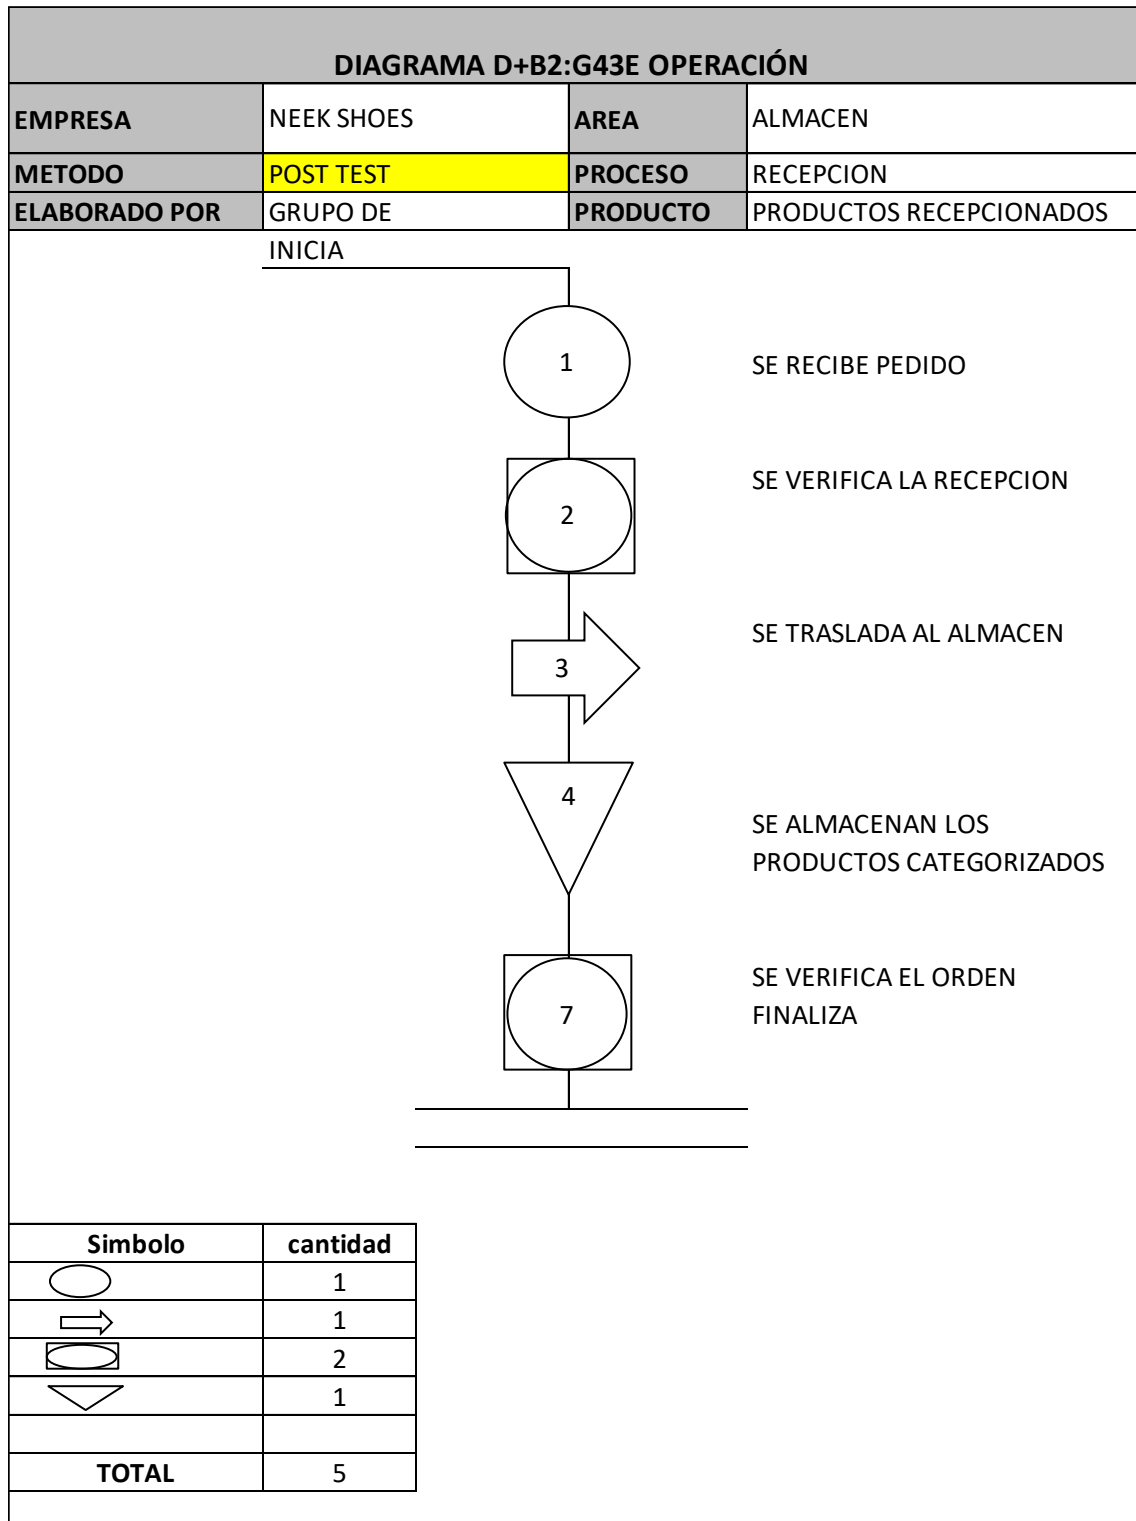 DIAGRAMA D+B2:G43E OPERACIÓN
EMPRESA NEEK SHOES AREA ALMACEN
METODO POST TEST PROCESO RECEPCION
ELABORADO POR GRUPO DE PRODUCTO PRODUCTOS RECEPCIONADOS
INICIA
1 SE RECIBE PEDIDO
2 SE VERIFICA LA RECEPCION
3 SE TRASLADA AL ALMACEN
4
SE ALMACENAN LOS
PRODUCTOS CATEGORIZADOS
SE VERIFICA EL ORDEN
7 FINALIZA
Simbolo cantidad
1
1
2
1
TOTAL 5